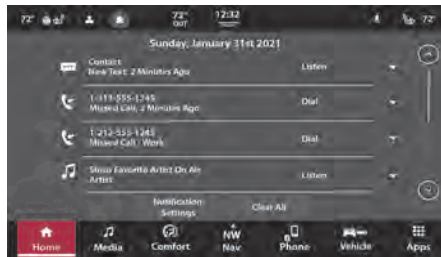 72° 72° 12:32 72°
OUT
Sunday, January 31st 2021
Contact
New Text: 2 Minutes Ago Listen
1-111-555-1245
Missed Call, 2 Minutes Ago Dial
1-212-555-1245
Missed Call / Work Dial
Show Favorite Artist On Air
Artist Listen
Notification
Settings Clear All
Home Media Comfort NW
Nav Phone Vehicle Apps